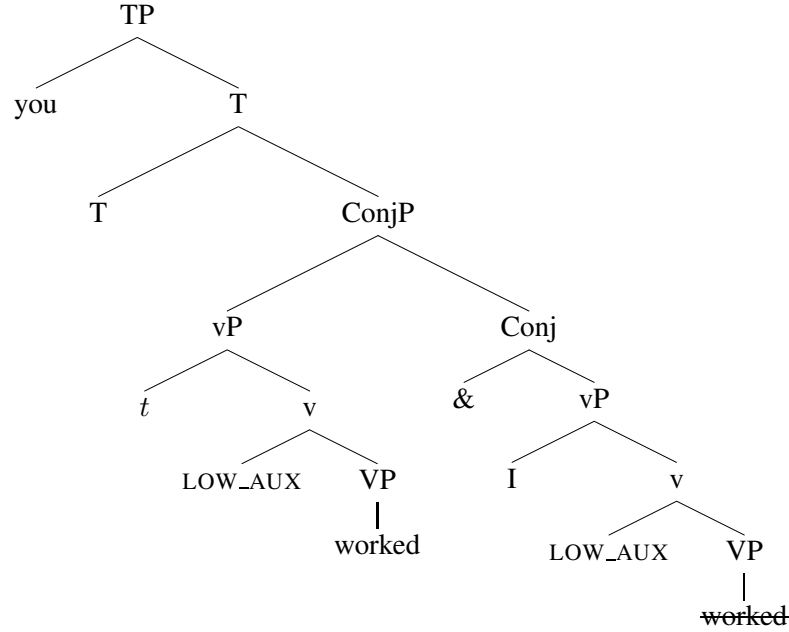 TP
you T
T ConjP
vP Conj
t v & vP
LOW_AUX VP I v
worked LOW_AUX VP
worked